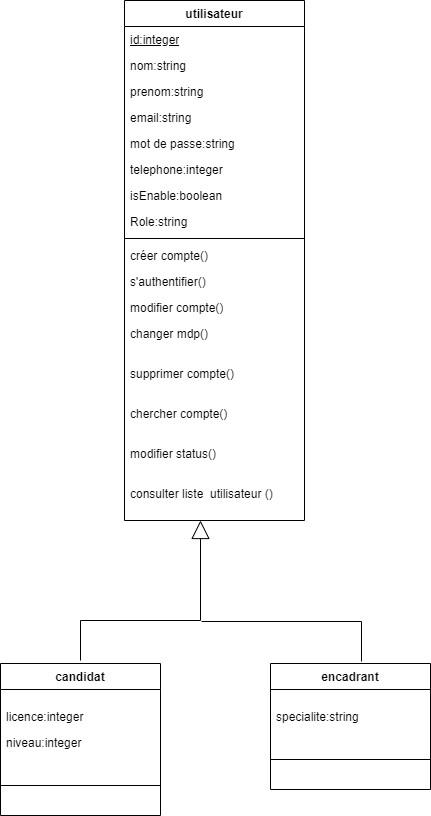 utilisateur
id:integer
nom:string
prenom:string
email:string
mot de passe:string
telephone:integer
isEnable:boolean
Role:string
créer compte()
s'authentifier()
modifier compte()
changer mdp()
supprimer compte()
chercher compte()
modifier status()
consulter liste  utilisateur ()
candidat
licence:integer
niveau:integer
encadrant
specialite:string